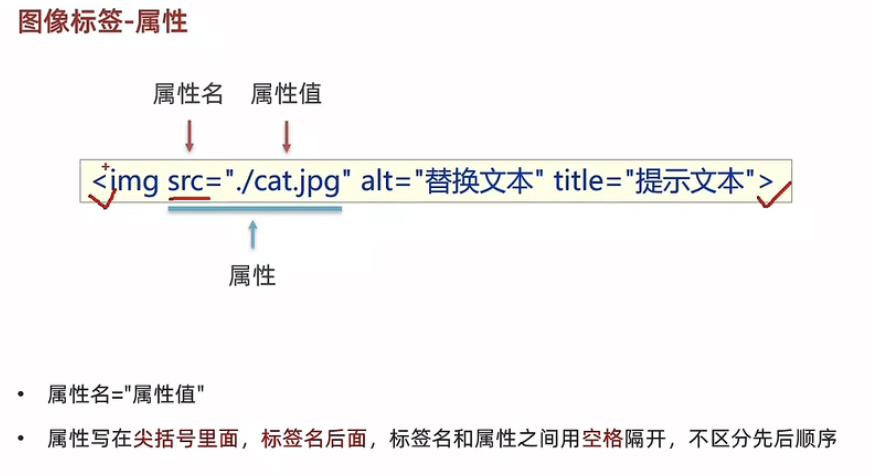 图像标签-属性
属性名 属性值
<img src="./cat.jpg" alt="替换文本" title="提示文本">
属性
• 属性名="属性值"
• 属性写在尖括号里面，标签名后面，标签名和属性之间用空格隔开，不区分先后顺序